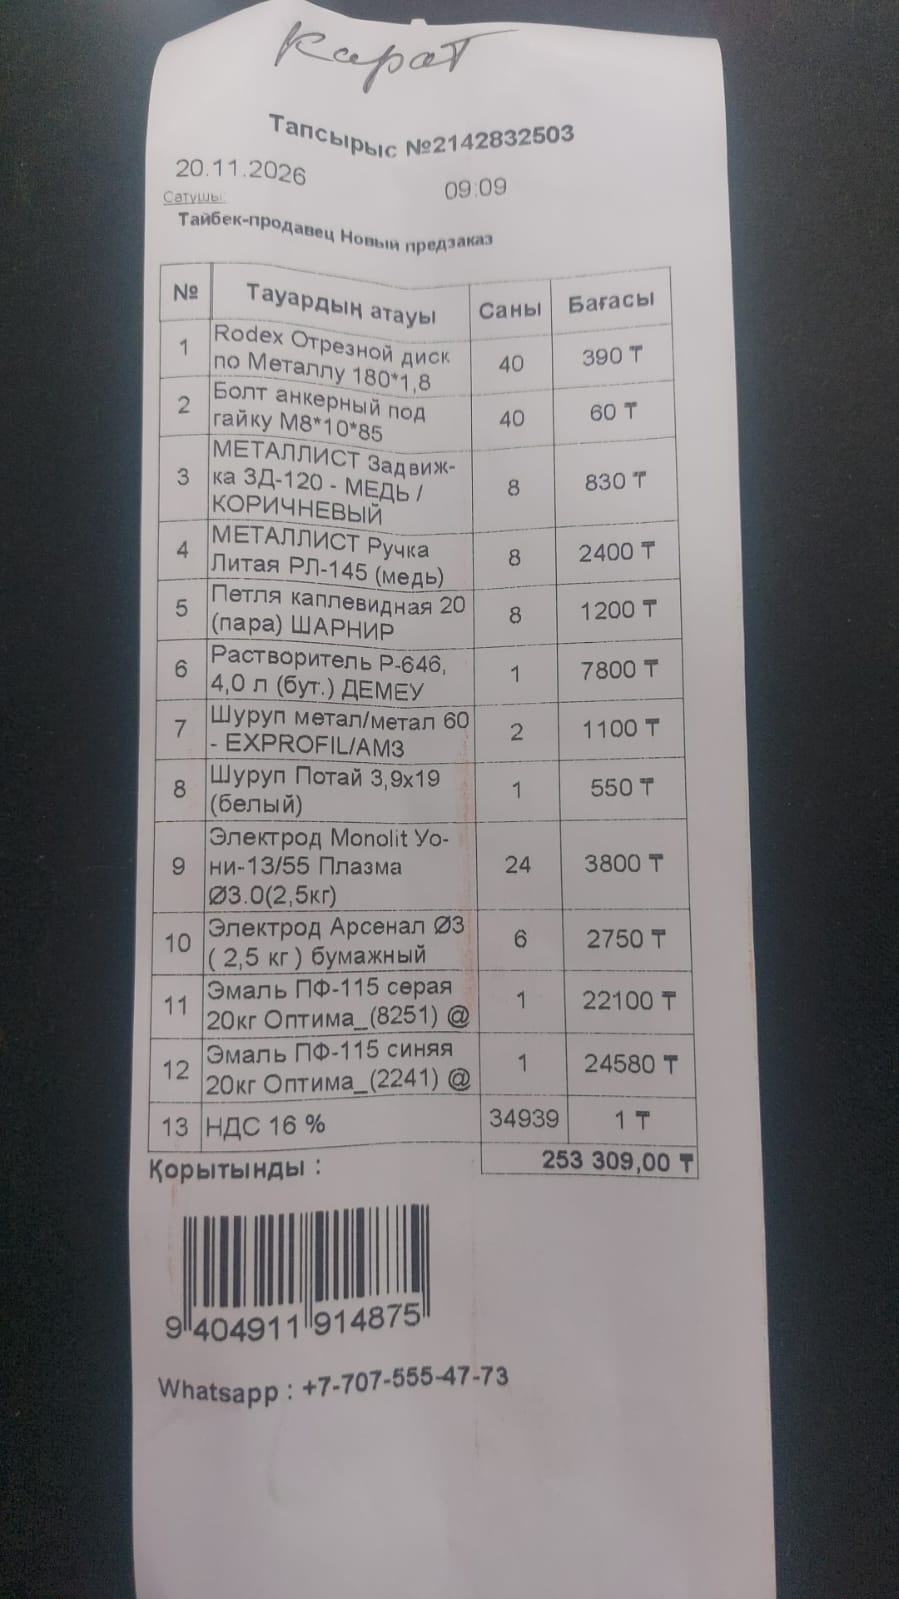 Карат
Тапсырыс №2142832503
20.11.2026 09:09
Сатушы:
Тайбек-продавец Новый предзаказ
№ Тауардың атауы Саны Бағасы
1 Rodex Отрезной диск 40 390 ₸
по Металлу 180*1,8
2 Болт анкерный под 40 60 ₸
гайку М8*10*85
3 МЕТАЛЛИСТ Задвиж- 8 830 ₸
ка ЗД-120 - МЕДЬ /
КОРИЧНЕВЫЙ
4 МЕТАЛЛИСТ Ручка 8 2400 ₸
Литая РЛ-145 (медь)
5 Петля каплевидная 20 8 1200 ₸
(пара) ШАРНИР
6 Растворитель Р-646, 1 7800 ₸
4,0 л (бут.) ДЕМЕУ
7 Шуруп метал/метал 60 2 1100 ₸
- EXPROFIL/АМЗ
8 Шуруп Потай 3,9х19 1 550 ₸
(белый)
9 Электрод Monolit Уо- 24 3800 ₸
ни-13/55 Плазма
Ø3.0(2,5кг)
10 Электрод Арсенал Ø3 6 2750 ₸
( 2,5 кг ) бумажный
11 Эмаль ПФ-115 серая 1 22100 ₸
20кг Оптима_(8251) @
12 Эмаль ПФ-115 синяя 1 24580 ₸
20кг Оптима_(2241) @
13 НДС 16 % 34939 1 ₸
Қорытынды : 253 309,00 ₸
9 404911 914875
Whatsapp : +7-707-555-47-73